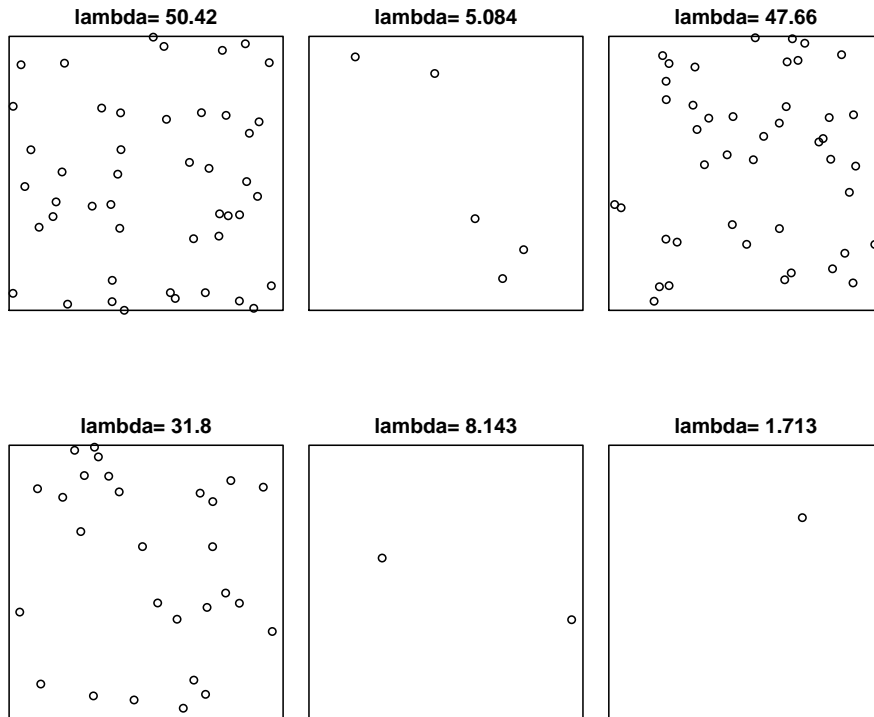 lambda= 50.42
lambda= 5.084
lambda= 47.66
lambda= 31.8
lambda= 8.143
lambda= 1.713